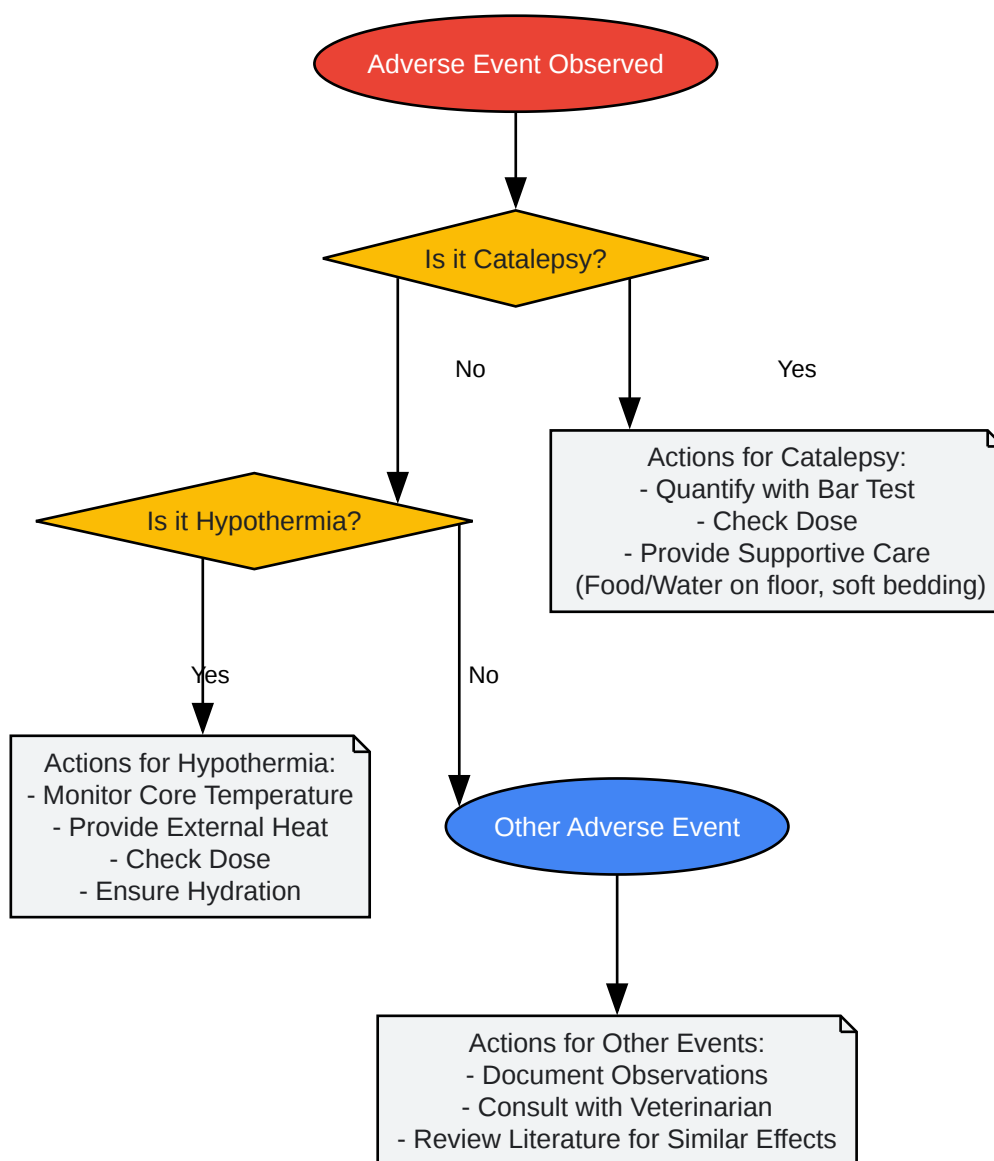 Adverse Event Observed
Is it Catalepsy?
No
Yes
Actions for Catalepsy:
- Quantify with Bar Test
- Check Dose
- Provide Supportive Care
(Food/Water on floor, soft bedding)
Is it Hypothermia?
Yes
No
Actions for Hypothermia:
- Monitor Core Temperature
- Provide External Heat
- Check Dose
- Ensure Hydration
Other Adverse Event
Actions for Other Events:
- Document Observations
- Consult with Veterinarian
- Review Literature for Similar Effects